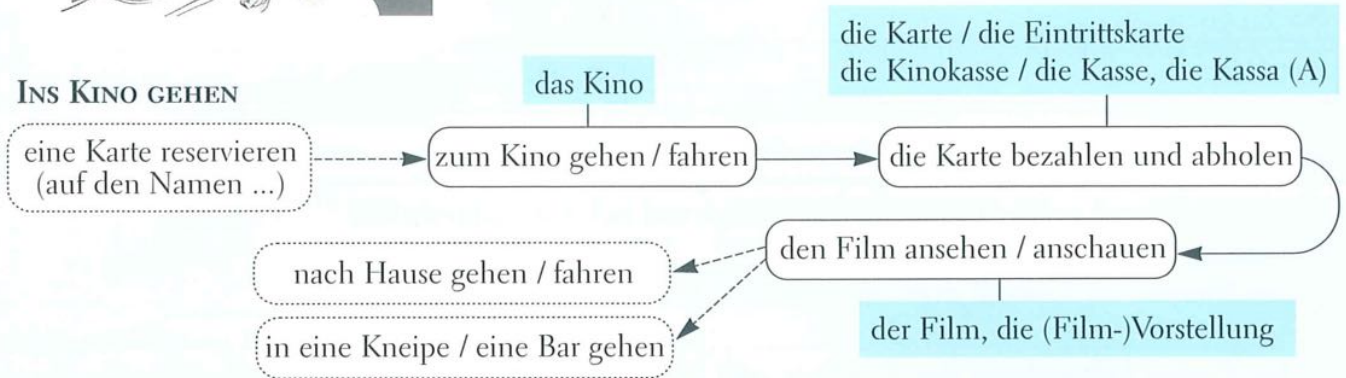 INS KINO GEHEN
das Kino
die Karte / die Eintrittskarte
die Kinokasse / die Kasse, die Kassa (A)
eine Karte reservieren
(auf den Namen ...)
zum Kino gehen / fahren
die Karte bezahlen und abholen
den Film ansehen / anschauen
der Film, die (Film-)Vorstellung
nach Hause gehen / fahren
in eine Kneipe / eine Bar gehen